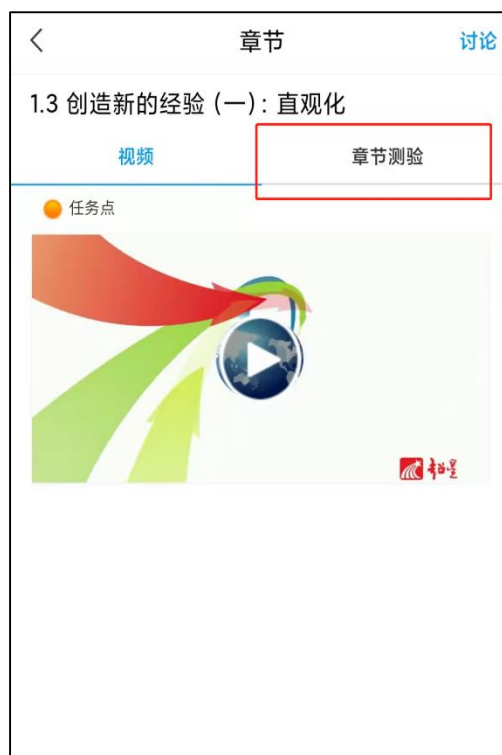 章节
讨论
1.3 创造新的经验 (一) : 直观化
视频
章节测验
任务点
超星